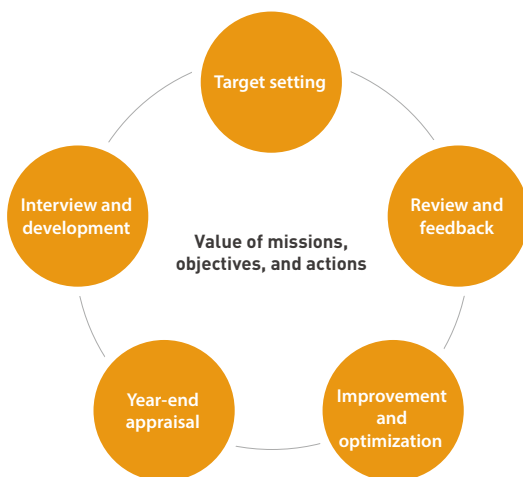 Target setting
Interview and
development
Review and
feedback
Value of missions,
objectives, and actions
Year-end
appraisal
Improvement
and
optimization